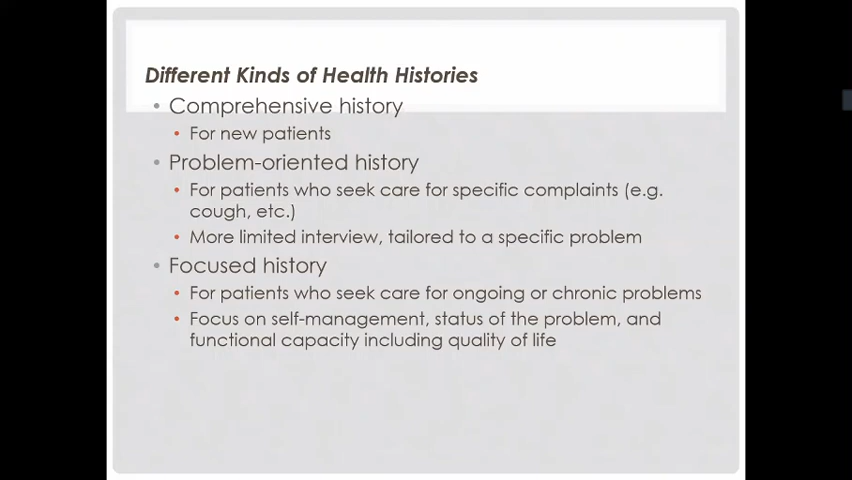 Different Kinds of Health Histories
• Comprehensive history
• For new patients
• Problem-oriented history
• For patients who seek care for specific complaints (e.g.
cough, etc.)
• More limited interview, tailored to a specific problem
• Focused history
• For patients who seek care for ongoing or chronic problems
• Focus on self-management, status of the problem, and
functional capacity including quality of life